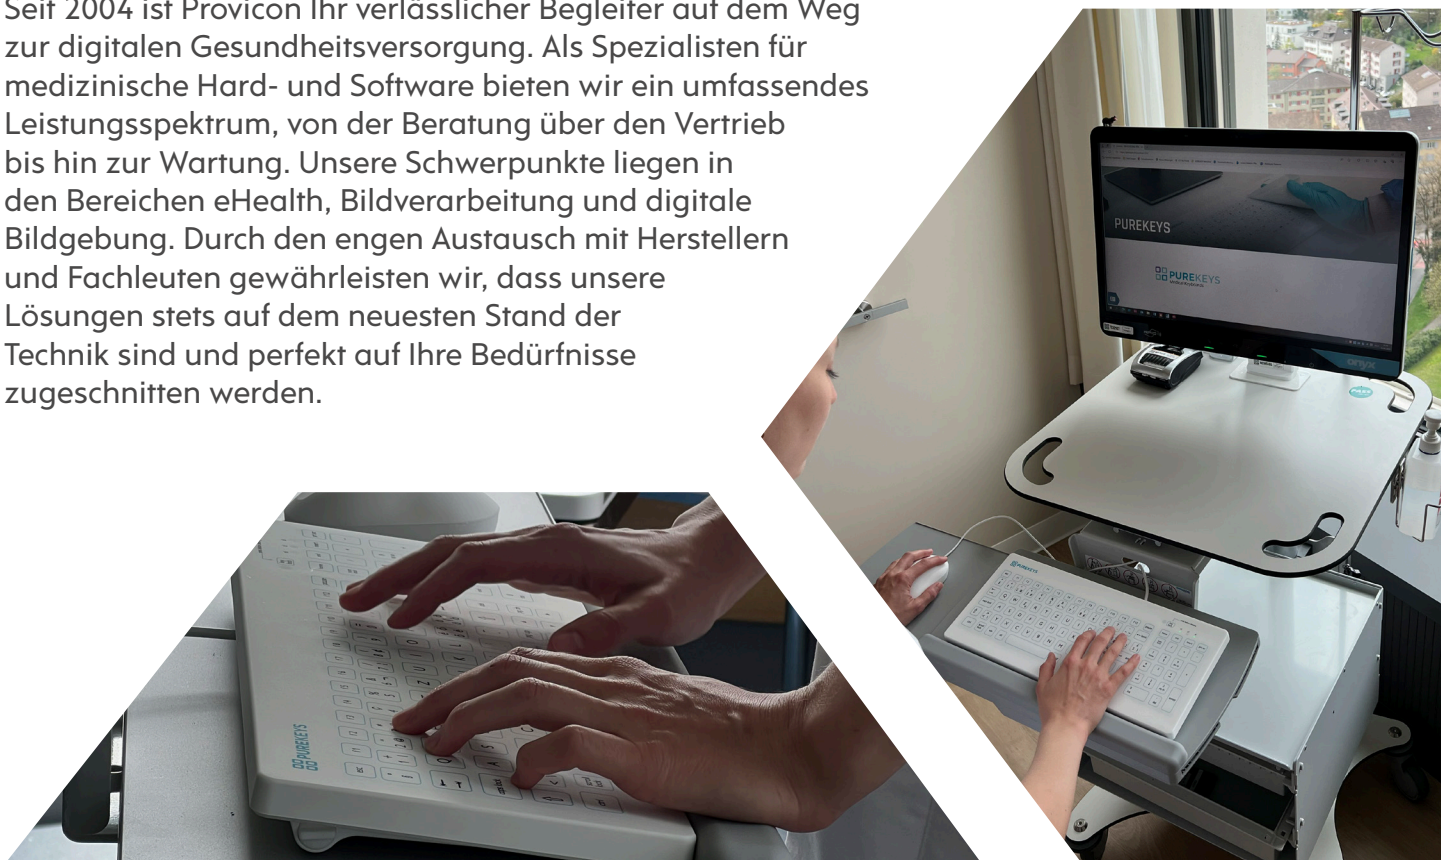 Seit 2004 ist Provicon Ihr verlässlicher Begleiter auf dem Weg
zur digitalen Gesundheitsversorgung. Als Spezialisten für
medizinische Hard- und Software bieten wir ein umfassendes
Leistungsspektrum, von der Beratung über den Vertrieb
bis hin zur Wartung. Unsere Schwerpunkte liegen in
den Bereichen eHealth, Bildverarbeitung und digitale
Bildgebung. Durch den engen Austausch mit Herstellern
und Fachleuten gewährleisten wir, dass unsere
Lösungen stets auf dem neuesten Stand der
Technik sind und perfekt auf Ihre Bedürfnisse
zugeschnitten werden.
PUREKEYS
PUREKEYS
onyx
PUREKEYS
PUREKEYS